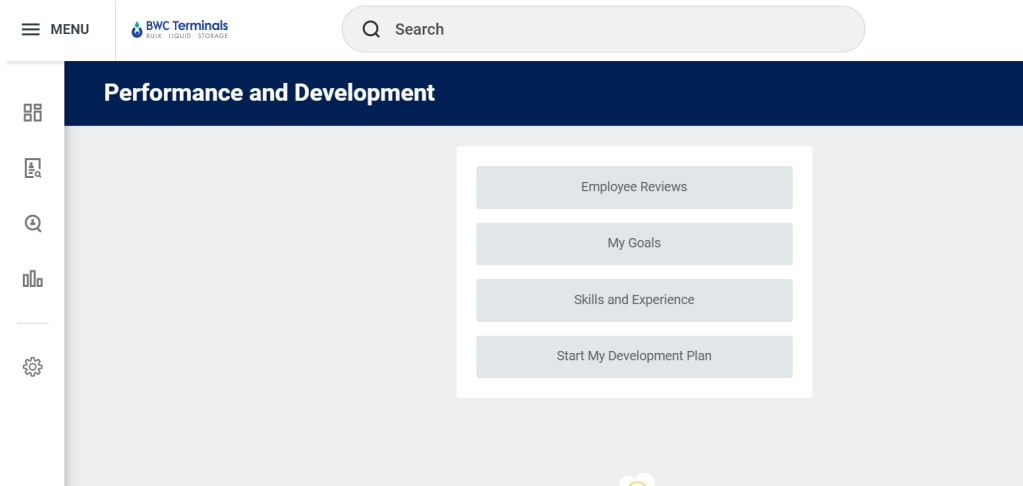 MENU
BWC Terminals
BULK LIQUID STORAGE
Search
Performance and Development
Employee Reviews
My Goals
Skills and Experience
Start My Development Plan